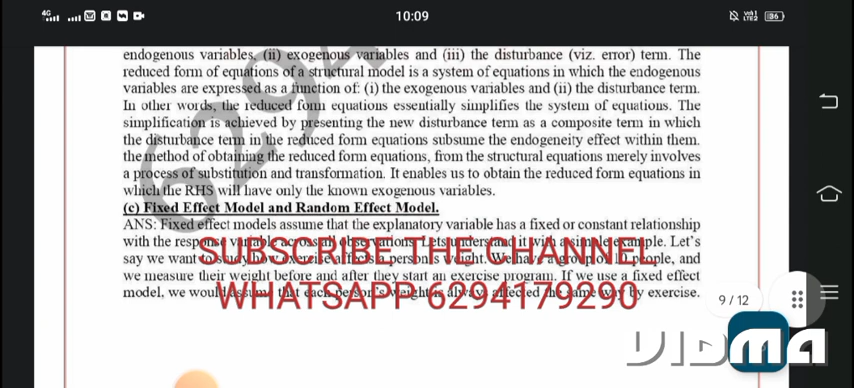 4G
10:09
Vo1)
LTE2
36
endogenous variables, (ii) exogenous variables and (iii) the disturbance (viz. error) term. The
reduced form of equations of a structural model is a system of equations in which the endogenous
variables are expressed as a function of: (i) the exogenous variables and (ii) the disturbance term.
In other words, the reduced form equations essentially simplifies the system of equations. The
simplification is achieved by presenting the new disturbance term as a composite term in which
the disturbance term in the reduced form equations subsume the endogeneity effect within them.
the method of obtaining the reduced form equations, from the structural equations merely involves
a process of substitution and transformation. It enables us to obtain the reduced form equations in
which the RHS will have only the known exogenous variables.
(c) Fixed Effect Model and Random Effect Model.
ANS: Fixed effect models assume that the explanatory variable has a fixed or constant relationship
with the response variable across all observations. Lets understand it with a simple example. Let's
say we want to study how exercise affects a person's weight. We have a group of 10 people, and
we measure their weight before and after they start an exercise program. If we use a fixed effect
model, we would assume that each person's weight is always affected the same way by exercise.
6294
SUBSCRIBE THE CHANNEL
WHATSAPP 6294179290
9 / 12
VIDMA